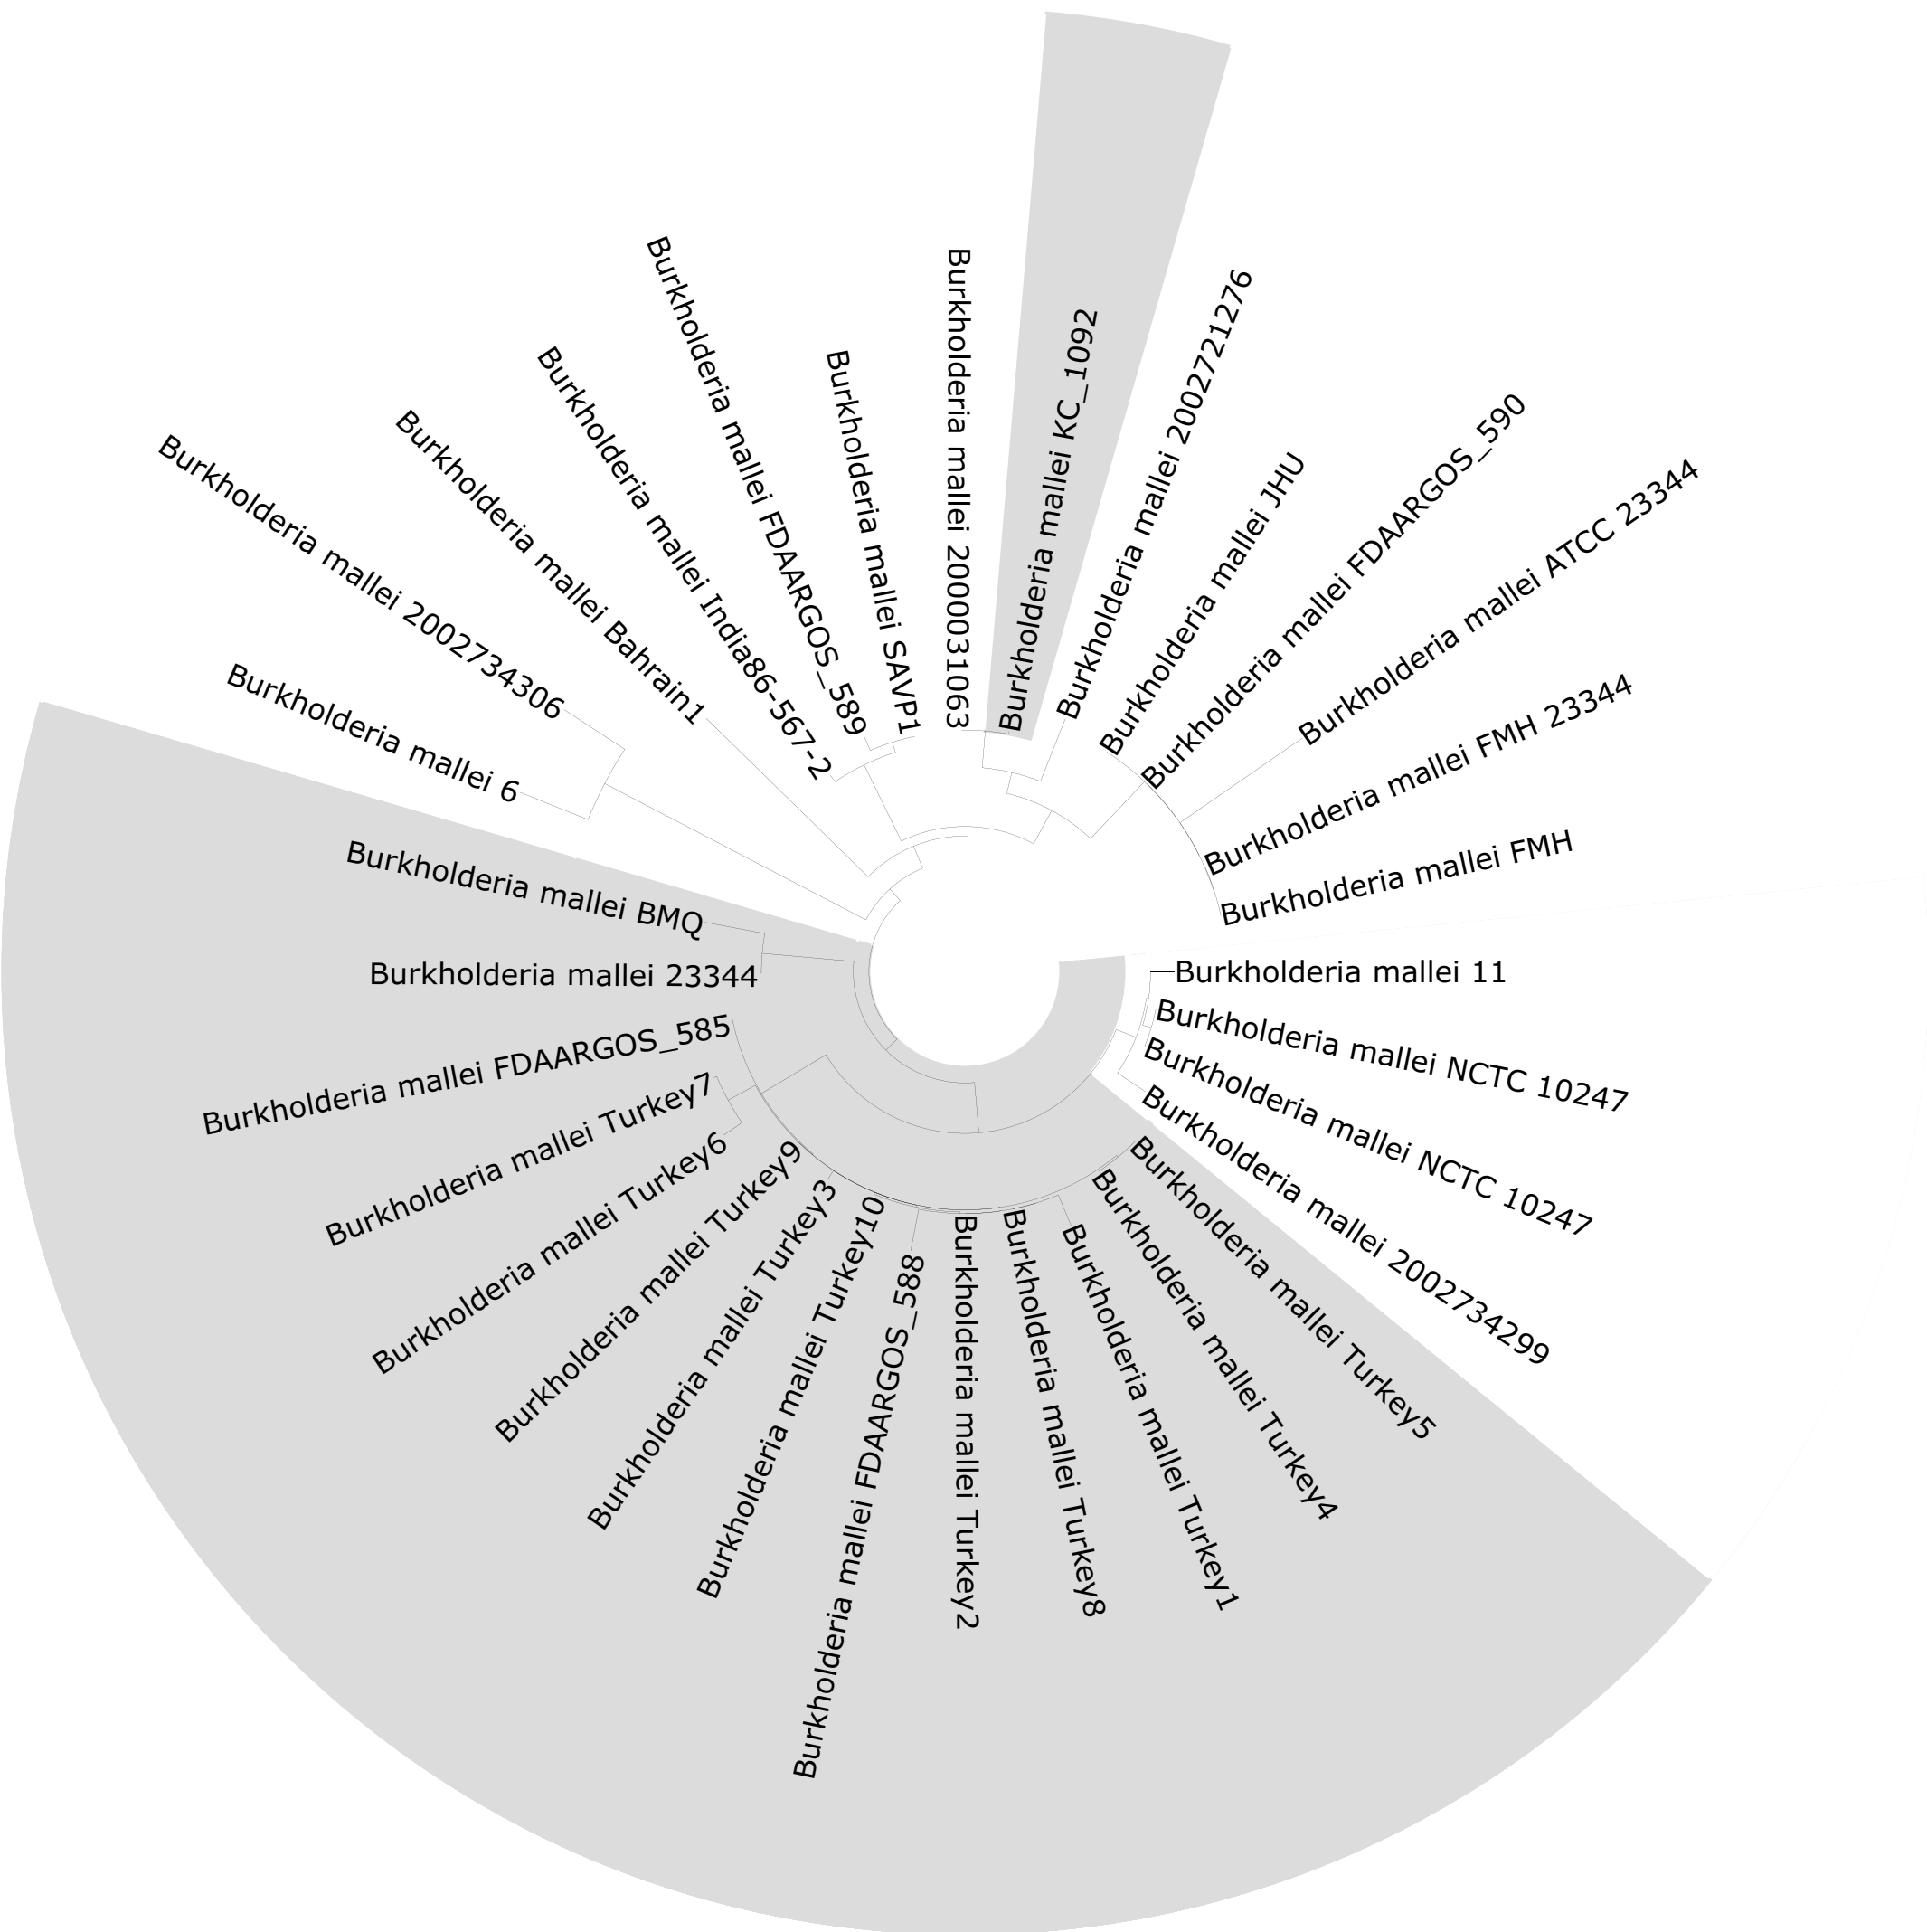 Burkholderia mallei KC_1092
Burkholderia mallei 2002721276
Burkholderia mallei JHU
Burkholderia mallei FDAARGOS_590
Burkholderia mallei ATCC 23344
Burkholderia mallei FMH 23344
Burkholderia mallei FMH
Burkholderia mallei 11
Burkholderia mallei NCTC 10247
Burkholderia mallei NCTC 10247
Burkholderia mallei 2002734299
Burkholderia mallei Turkey5
Burkholderia mallei Turkey4
Burkholderia mallei Turkey1
Burkholderia mallei Turkey8
Burkholderia mallei Turkey2
Burkholderia mallei FDAARGOS_588
Burkholderia mallei Turkey10
Burkholderia mallei Turkey3
Burkholderia mallei Turkey9
Burkholderia mallei Turkey6
Burkholderia mallei Turkey7
Burkholderia mallei FDAARGOS_585
Burkholderia mallei 23344
Burkholderia mallei BMQ
Burkholderia mallei 6
Burkholderia mallei 2002734306
Burkholderia mallei Bahrain1
Burkholderia mallei India86-567-2
Burkholderia mallei FDAARGOS_589
Burkholderia mallei SAVP1
Burkholderia mallei 2000031063